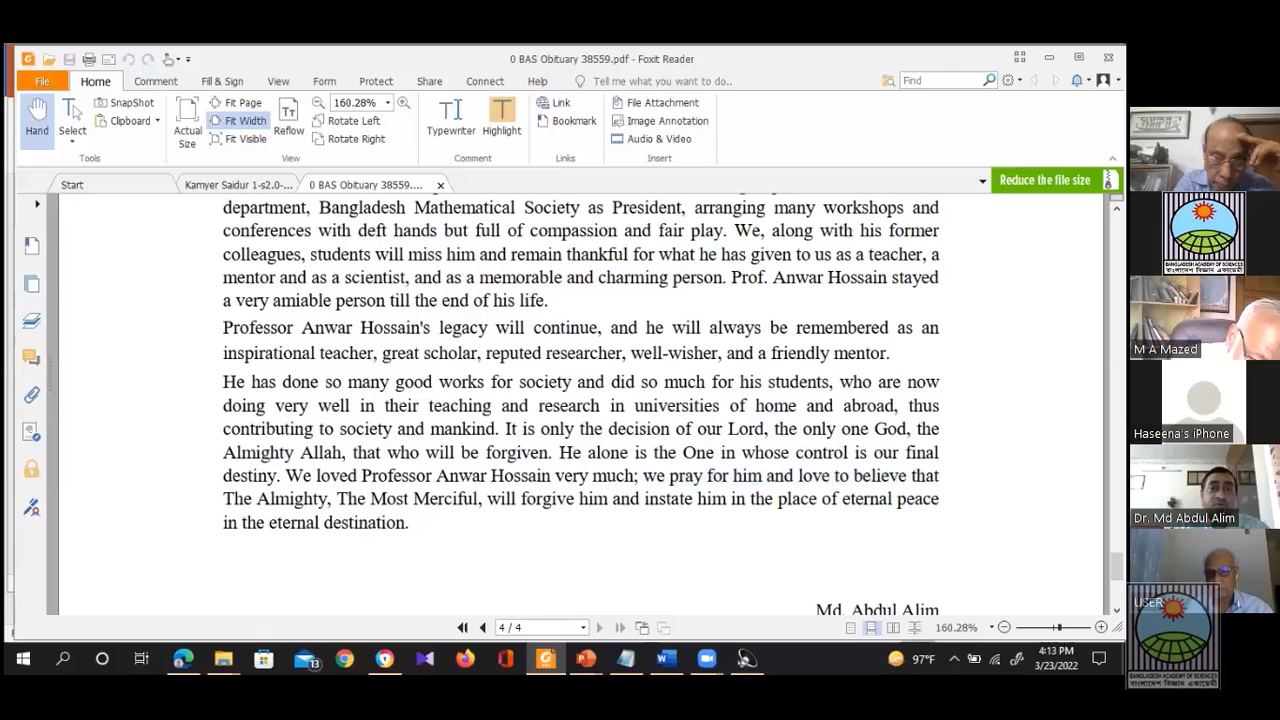 0 BAS Obituary 38559.pdf - Foxit Reader
File Home Comment Fill & Sign View Form Protect Share Connect Help Tell me what you want to do.. Find
Hand
Select
SnapShot
Clipboard
Tools
Actual Size
Fit Page
Fit Width
Fit Visible
Reflow
160.28%
Rotate Left
Rotate Right
View
Typewriter
Highlight
Comment
Link
Bookmark
Links
File Attachment
Image Annotation
Audio & Video
Insert
Start Kamyer Saidur 1-s2.0-... 0 BAS Obituary 38559....
Reduce the file size
department, Bangladesh Mathematical Society as President, arranging many workshops and
conferences with deft hands but full of compassion and fair play. We, along with his former
colleagues, students will miss him and remain thankful for what he has given to us as a teacher, a
mentor and as a scientist, and as a memorable and charming person. Prof. Anwar Hossain stayed
a very amiable person till the end of his life.
Professor Anwar Hossain's legacy will continue, and he will always be remembered as an
inspirational teacher, great scholar, reputed researcher, well-wisher, and a friendly mentor.
He has done so many good works for society and did so much for his students, who are now
doing very well in their teaching and research in universities of home and abroad, thus
contributing to society and mankind. It is only the decision of our Lord, the only one God, the
Almighty Allah, that who will be forgiven. He alone is the One in whose control is our final
destiny. We loved Professor Anwar Hossain very much; we pray for him and love to believe that
The Almighty, The Most Merciful, will forgive him and instate him in the place of eternal peace
in the eternal destination.
Md. Abdul Alim
4 / 4
160.28%
13
97°F
4:13 PM
3/23/2022
BANGLADESH ACADEMY OF SCIENCES
বাংলাদেশ বিজ্ঞান একাডেমী
M A Mazed
Haseena's iPhone
Dr. Md Abdul Alim
USER
BANGLADESH ACADEMY OF SCIENCES
বাংলাদেশ বিজ্ঞান একাডেমী